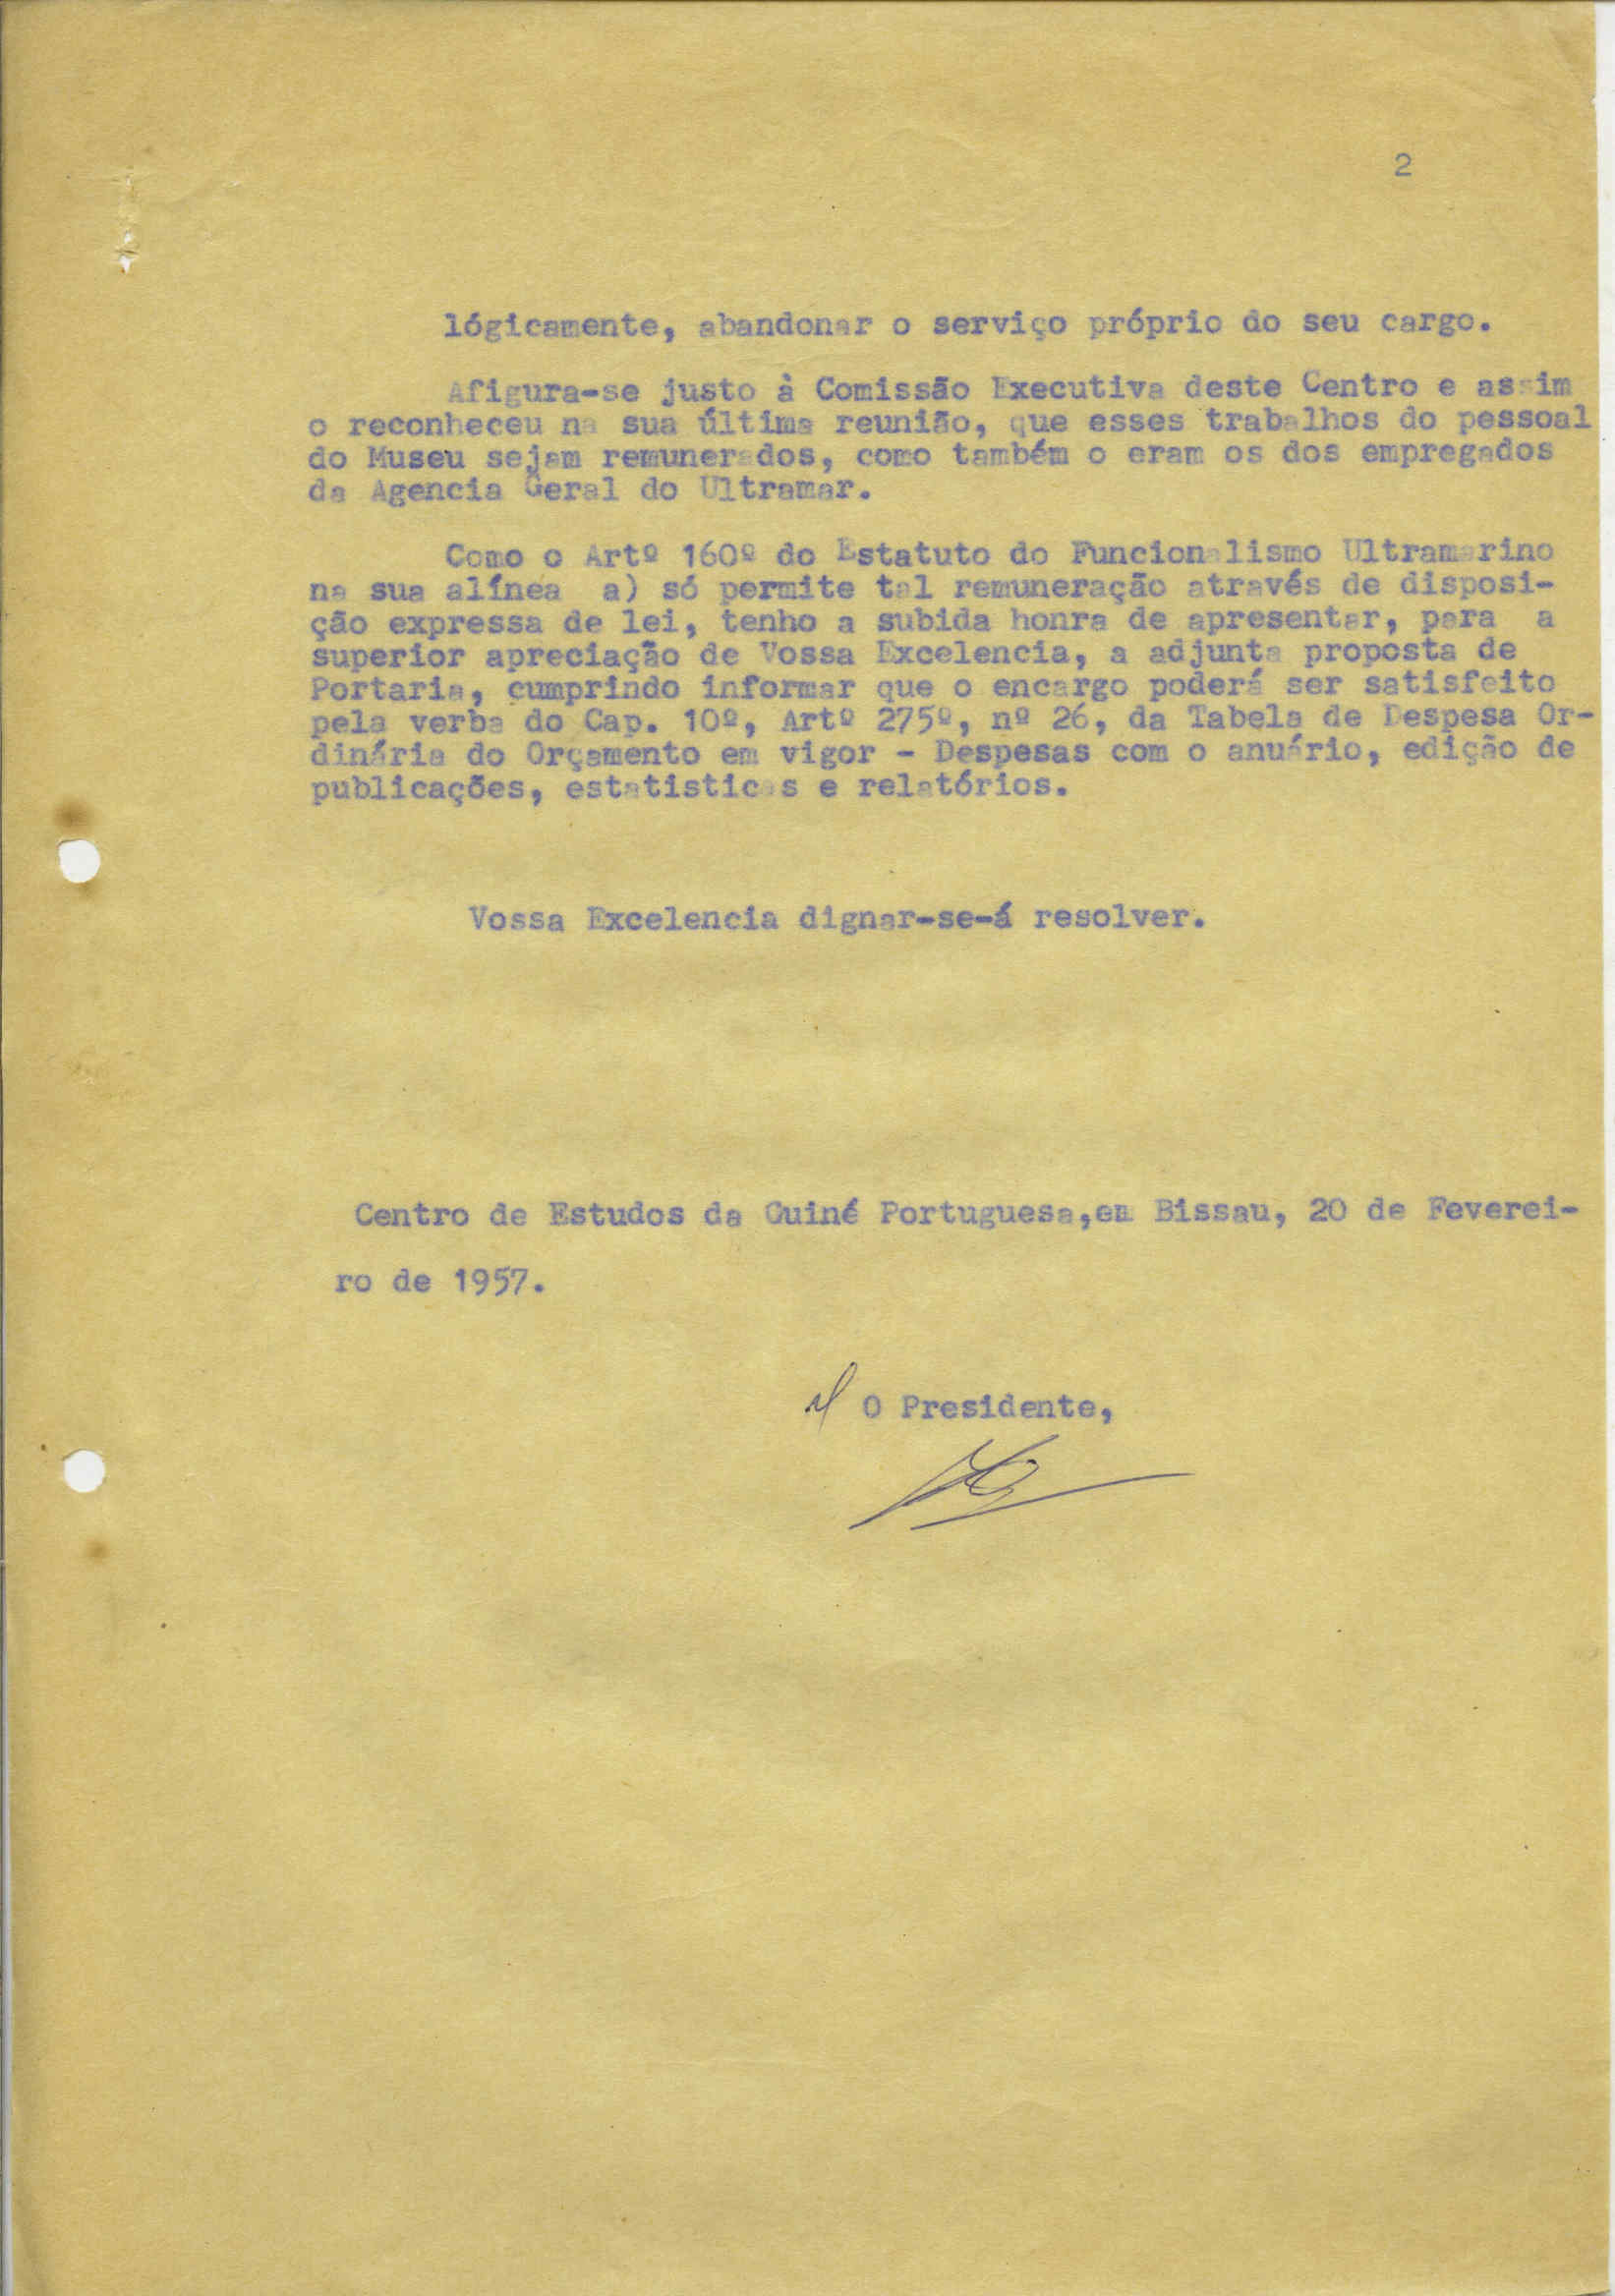 2
lógicamente, abandonar o serviço próprio do seu cargo.
Afigura-se justo à Comissão Executiva deste Centro e assim
o reconheceu na sua última reunião, que esses trabalhos do pessoal
do Museu sejam remunerados, como também o eram os dos empregados
da Agencia Geral do Ultramar.
Como o Artº 160º do Estatuto do Funcionalismo Ultramarino
na sua alínea a) só permite tal remuneração através de disposi-
ção expressa de lei, tenho a subida honra de apresentar, para a
superior apreciação de Vossa Excelencia, a adjunta proposta de
Portaria, cumprindo informar que o encargo poderá ser satisfeito
pela verba do Cap. 10º, Artº 275º, nº 26, da Tabela de Despesa Or-
dinária do Orçamento em vigor - Despesas com o anuário, edição de
publicações, estatisticas e relatórios.
Vossa Excelencia dignar-se-á resolver.
Centro de Estudos da Guiné Portuguesa,em Bissau, 20 de Feverei-
ro de 1957.
O Presidente,